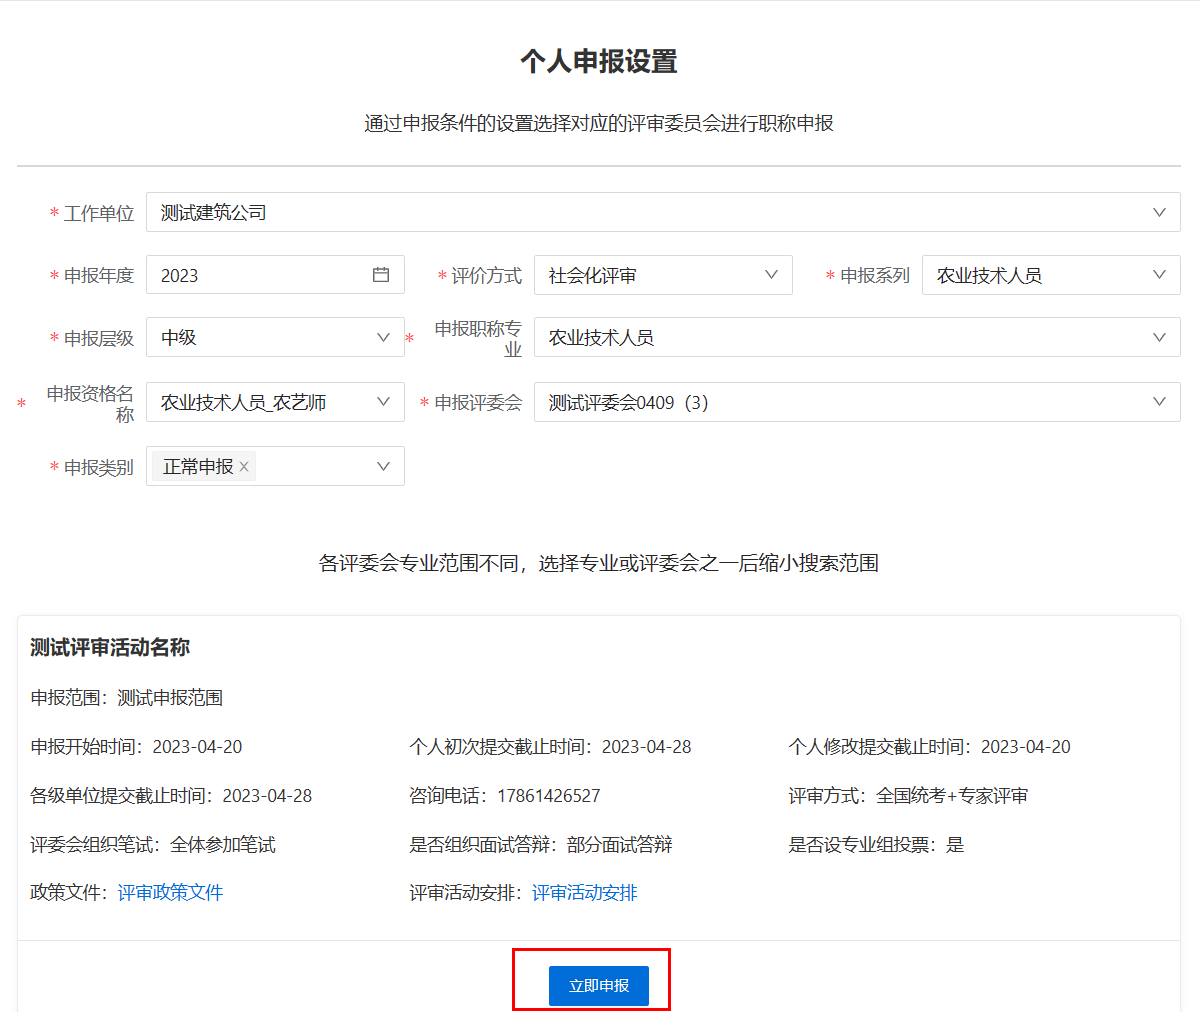 个人申报设置
通过申报条件的设置选择对应的评审委员会进行职称申报
* 工作单位 测试建筑公司
* 申报年度 2023 * 评价方式 社会化评审 * 申报系列 农业技术人员
* 申报层级 中级 * 申报职称专业 农业技术人员
* 申报资格名称 农业技术人员_农艺师 * 申报评委会 测试评委会0409（3）
* 申报类别 正常申报 ×
各评委会专业范围不同，选择专业或评委会之一后缩小搜索范围
测试评审活动名称
申报范围：测试申报范围
申报开始时间：2023-04-20 个人初次提交截止时间：2023-04-28 个人修改提交截止时间：2023-04-20
各级单位提交截止时间：2023-04-28 咨询电话：17861426527 评审方式：全国统考+专家评审
评委会组织笔试：全体参加笔试 是否组织面试答辩：部分面试答辩 是否设专业组投票：是
政策文件：评审政策文件 评审活动安排：评审活动安排
立即申报